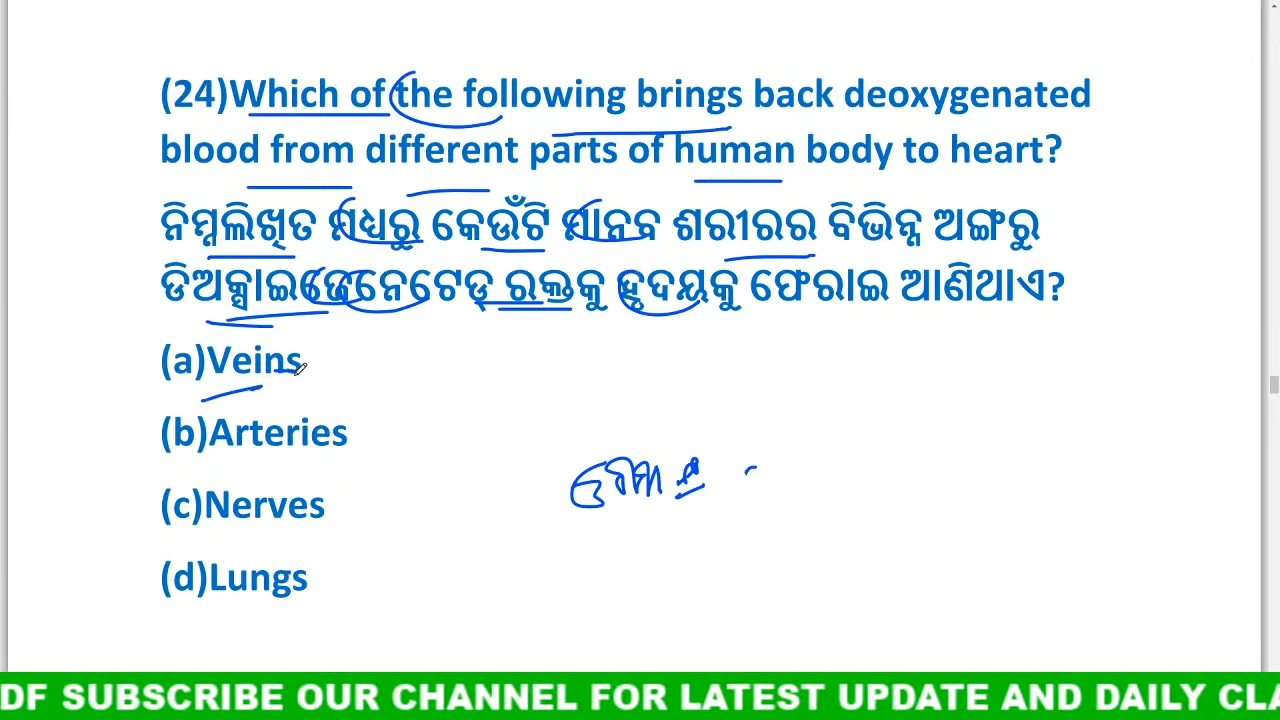 (24)Which of the following brings back deoxygenated
blood from different parts of human body to heart?
ନିମ୍ନଲିଖିତ ମଧ୍ୟରୁ କେଉଁଟି ମାନବ ଶରୀରର ବିଭିନ୍ନ ଅଙ୍ଗରୁ
ଡିଅକ୍ସାଇଜେନେଟେଡ୍ ରକ୍ତକୁ ହୃଦୟକୁ ଫେରାଇ ଆଣିଥାଏ?
(a)Veins
(b)Arteries
(c)Nerves
(d)Lungs
DF SUBSCRIBE OUR CHANNEL FOR LATEST UPDATE AND DAILY CLA